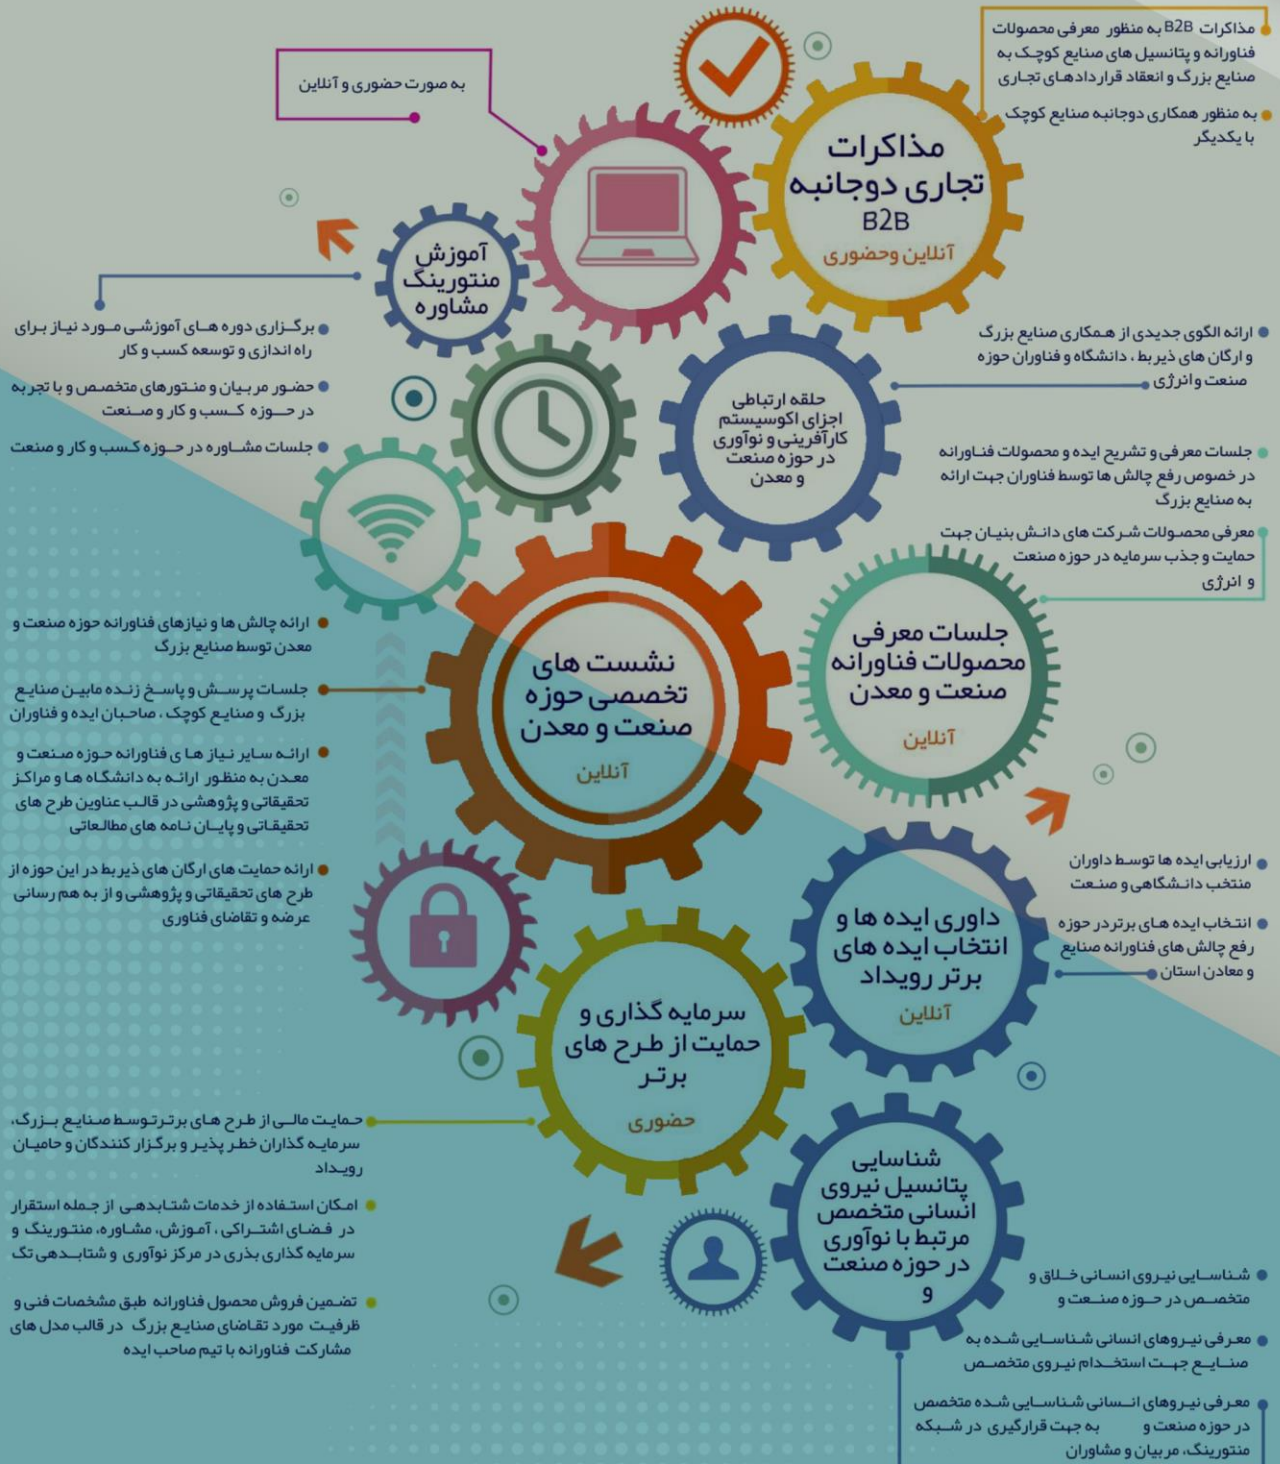 مذاکرات B2B به منظور معرفی محصولات
فناورانه و پتانسیل های صنایع کوچک به
صنایع بزرگ و انعقاد قراردادهای تجاری
به منظور همکاری دوجانبه صنایع کوچک
با یکدیگر
مذاکرات
تجاری دوجانبه
B2B
آنلاین وحضوری
به صورت حضوری و آنلاین
آموزش
منتورینگ
مشاوره
برگزاری دوره های آموزشی مورد نیاز برای
راه اندازی و توسعه کسب و کار
حضور مربیان و منتورهای متخصص و با تجربه
در حوزه کسب و کار و صنعت
جلسات مشاوره در حوزه کسب و کار و صنعت
ارائه الگوی جدیدی از همکاری صنایع بزرگ
و ارگان های ذیربط ، دانشگاه و فناوران حوزه
صنعت و انرژی
حلقه ارتباطی
اجزای اکوسیستم
کارآفرینی و نوآوری
در حوزه صنعت
و معدن
جلسات معرفی و تشریح ایده و محصولات فناورانه
در خصوص رفع چالش ها توسط فناوران جهت ارائه
به صنایع بزرگ
معرفی محصولات شرکت های دانش بنیان جهت
حمایت و جذب سرمایه در حوزه صنعت
و انرژی
جلسات معرفی
محصولات فناورانه
صنعت و معدن
آنلاین
نشست های
تخصصی حوزه
صنعت و معدن
آنلاین
ارائه چالش ها و نیازهای فناورانه حوزه صنعت و
معدن توسط صنایع بزرگ
جلسات پرسش و پاسخ زنده مابین صنایع
بزرگ و صنایع کوچک ، صاحبان ایده و فناوران
ارائه سایر نیاز ها ی فناورانه حوزه صنعت و
معدن به منظور ارائه به دانشگاه ها و مراکز
تحقیقاتی و پژوهشی در قالب عناوین طرح های
تحقیقاتی و پایان نامه های مطالعاتی
ارائه حمایت های ارگان های ذیربط در این حوزه از
طرح های تحقیقاتی و پژوهشی و از به هم رسانی
عرضه و تقاضای فناوری
ارزیابی ایده ها توسط داوران
منتخب دانشگاهی و صنعت
انتخاب ایده های برتردر حوزه
رفع چالش های فناورانه صنایع
و معادن استان
داوری ایده ها و
انتخاب ایده های
برتر رویداد
آنلاین
سرمایه گذاری و
حمایت از طرح های
برتر
حضوری
حمایت مالی از طرح های برترتوسط صنایع بزرگ،
سرمایه گذاران خطر پذیر و برگزار کنندگان و حامیان
رویداد
امکان استفاده از خدمات شتابدهی از جمله استقرار
در فضای اشتراکی ، آموزش، مشاوره، منتورینگ و
سرمایه گذاری بذری در مرکز نوآوری و شتابدهی تگ
تضمین فروش محصول فناورانه طبق مشخصات فنی و
ظرفیت مورد تقاضای صنایع بزرگ در قالب مدل های
مشارکت فناورانه با تیم صاحب ایده
شناسایی
پتانسیل نیروی
انسانی متخصص
مرتبط با نوآوری
در حوزه صنعت
و
شناسایی نیروی انسانی خلاق و
متخصص در حوزه صنعت و
معرفی نیروهای انسانی شناسایی شده به
صنایع جهت استخدام نیروی متخصص
معرفی نیروهای انسانی شناسایی شده متخصص
در حوزه صنعت و به جهت قرارگیری در شبکه
منتورینگ، مربیان و مشاوران